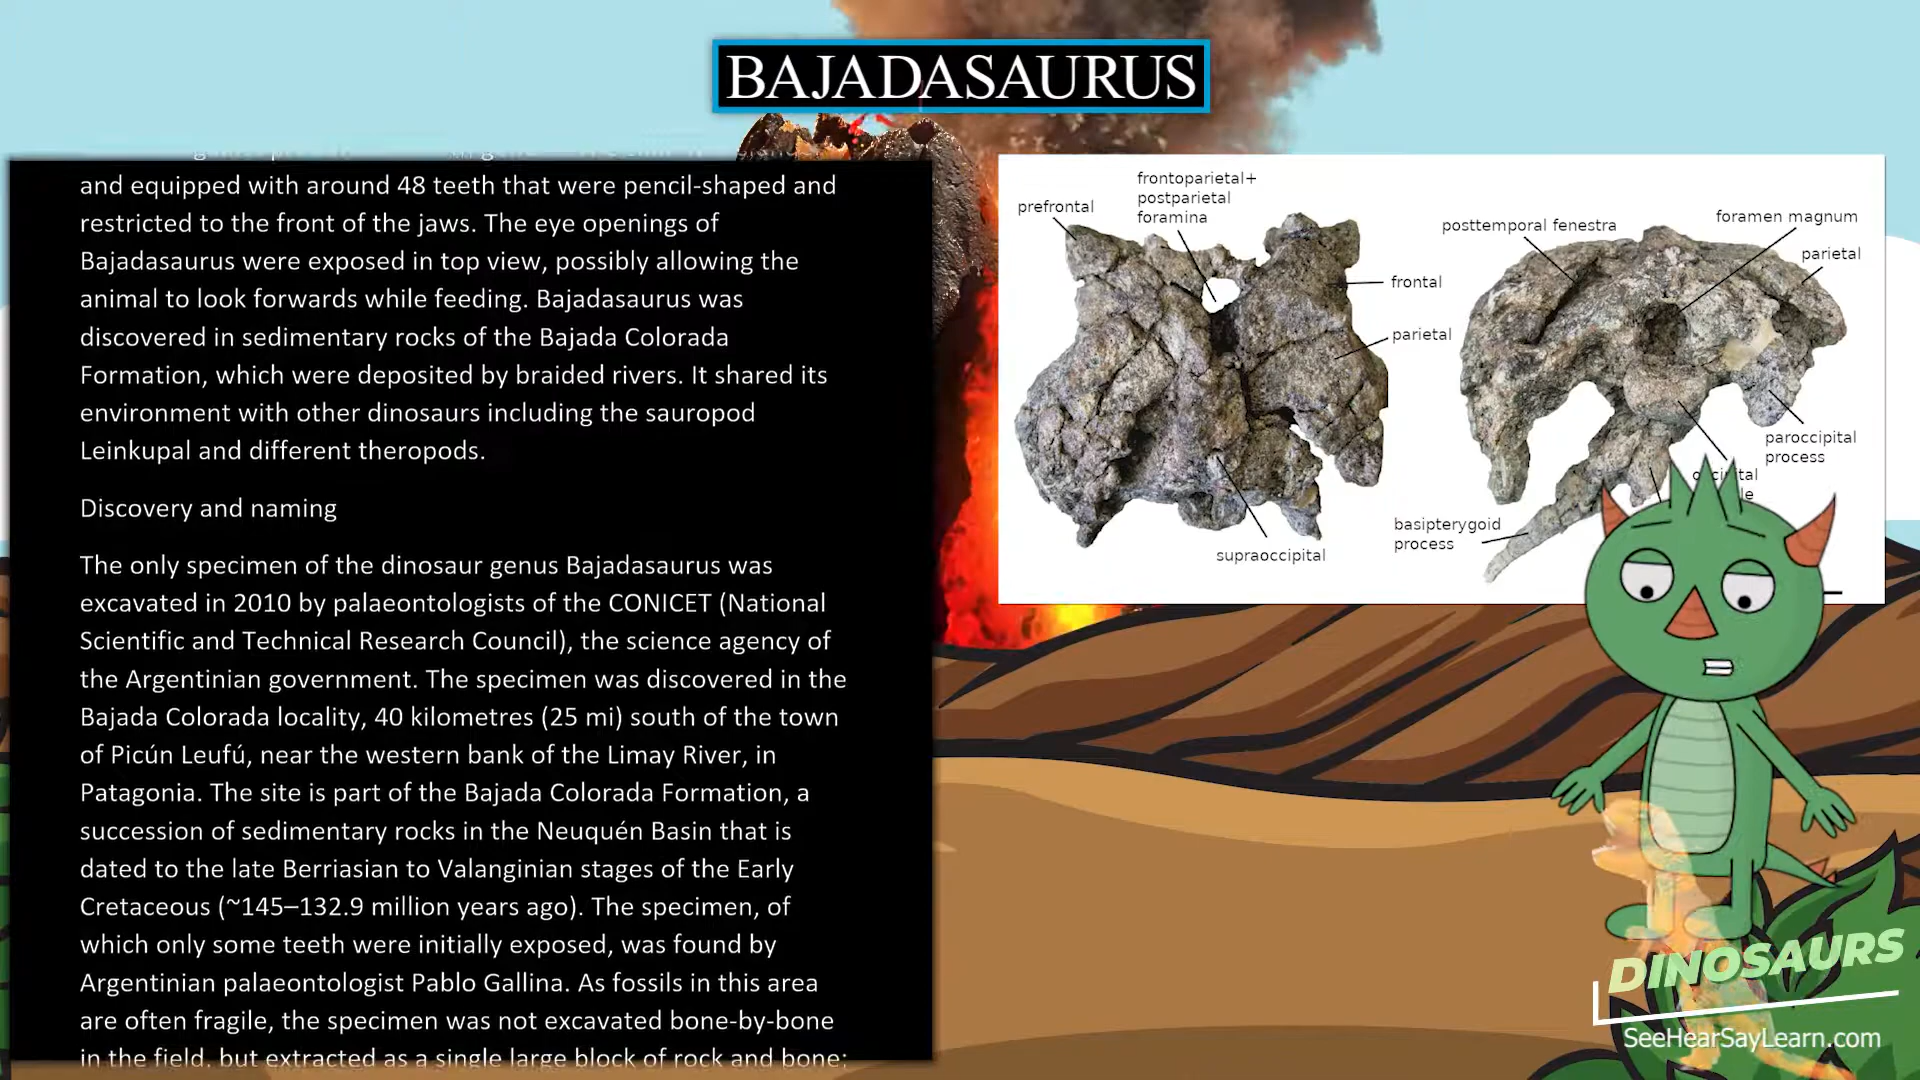 BAJADASAURUS
and equipped with around 48 teeth that were pencil-shaped and
restricted to the front of the jaws. The eye openings of
Bajadasaurus were exposed in top view, possibly allowing the
animal to look forwards while feeding. Bajadasaurus was
discovered in sedimentary rocks of the Bajada Colorada
Formation, which were deposited by braided rivers. It shared its
environment with other dinosaurs including the sauropod
Leinkupal and different theropods.
Discovery and naming
The only specimen of the dinosaur genus Bajadasaurus was
excavated in 2010 by palaeontologists of the CONICET (National
Scientific and Technical Research Council), the science agency of
the Argentinian government. The specimen was discovered in the
Bajada Colorada locality, 40 kilometres (25 mi) south of the town
of Picún Leufú, near the western bank of the Limay River, in
Patagonia. The site is part of the Bajada Colorada Formation, a
succession of sedimentary rocks in the Neuquén Basin that is
dated to the late Berriasian to Valanginian stages of the Early
Cretaceous (~145–132.9 million years ago). The specimen, of
which only some teeth were initially exposed, was found by
Argentinian palaeontologist Pablo Gallina. As fossils in this area
are often fragile, the specimen was not excavated bone-by-bone
in the field, but extracted as a single large block of rock and bone;
prefrontal
frontoparietal+
postparietal
foramina
frontal
parietal
supraoccipital
posttemporal fenestra
foramen magnum
parietal
paroccipital
process
basipterygoid
process
DINOSAURS
SeeHearSayLearn.com